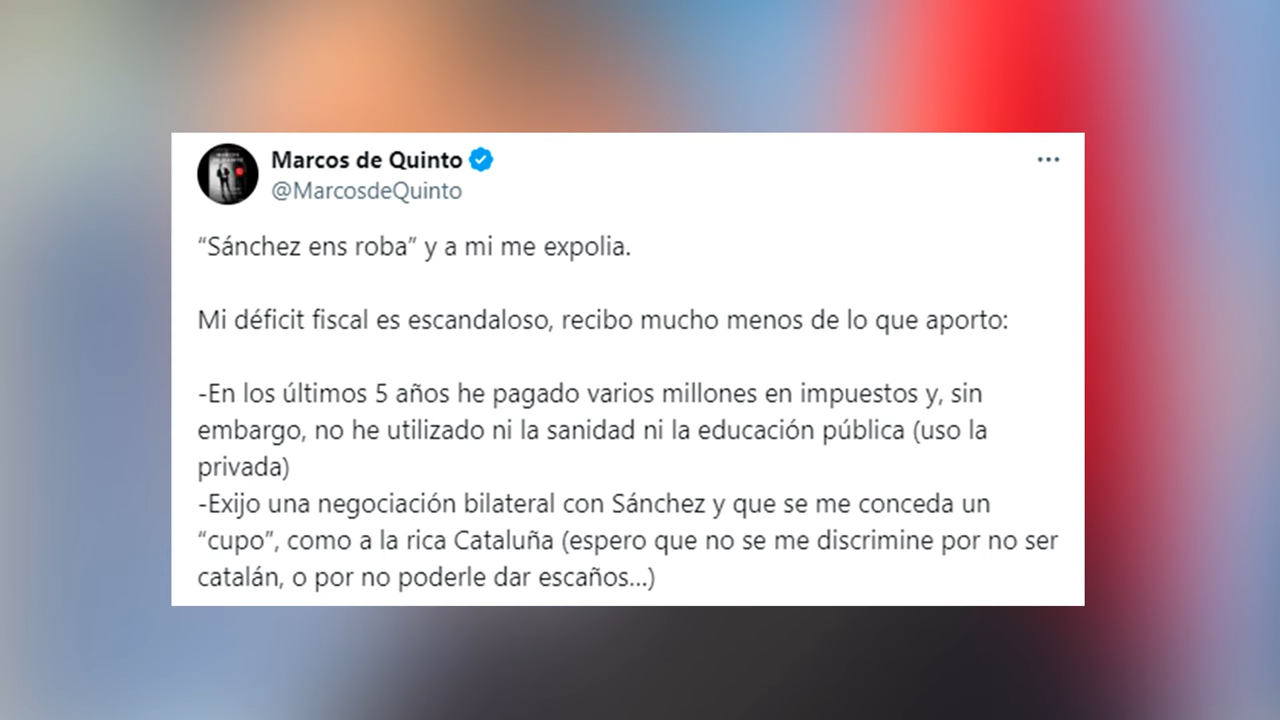 Marcos de Quinto
@MarcosdeQuinto
“Sánchez ens roba” y a mi me expolia.
Mi déficit fiscal es escandaloso, recibo mucho menos de lo que aporto:
-En los últimos 5 años he pagado varios millones en impuestos y, sin
embargo, no he utilizado ni la sanidad ni la educación pública (uso la
privada)
-Exijo una negociación bilateral con Sánchez y que se me conceda un
“cupo”, como a la rica Cataluña (espero que no se me discrimine por no ser
catalán, o por no poderle dar escaños...)